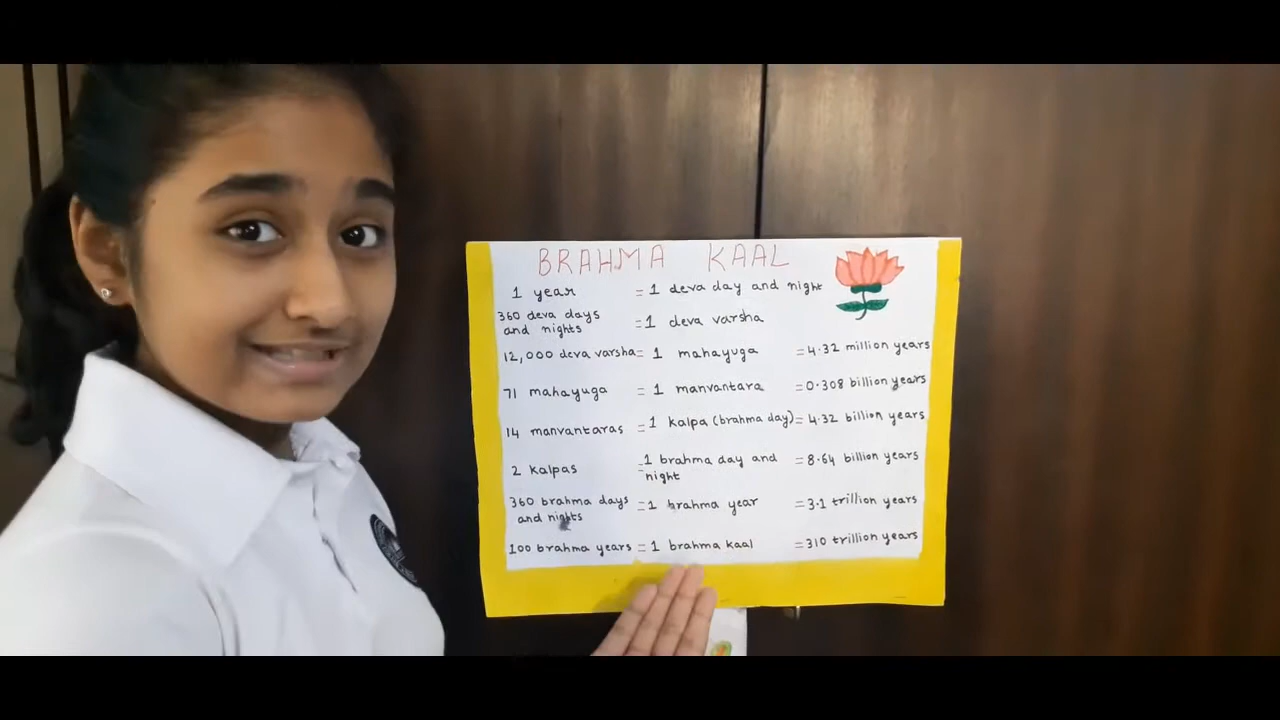 BRAHMA KAAL
1 year = 1 deva day and night
360 deva days and nights = 1 deva varsha
12,000 deva varsha = 1 mahayuga = 4.32 million years
71 mahayuga = 1 manvantara = 0.308 billion years
14 manvantaras = 1 kalpa (brahma day) = 4.32 billion years
2 kalpas = 1 brahma day and night = 8.64 billion years
360 brahma days and nights = 1 brahma year = 3.1 trillion years
100 brahma years = 1 brahma kaal = 310 trillion years